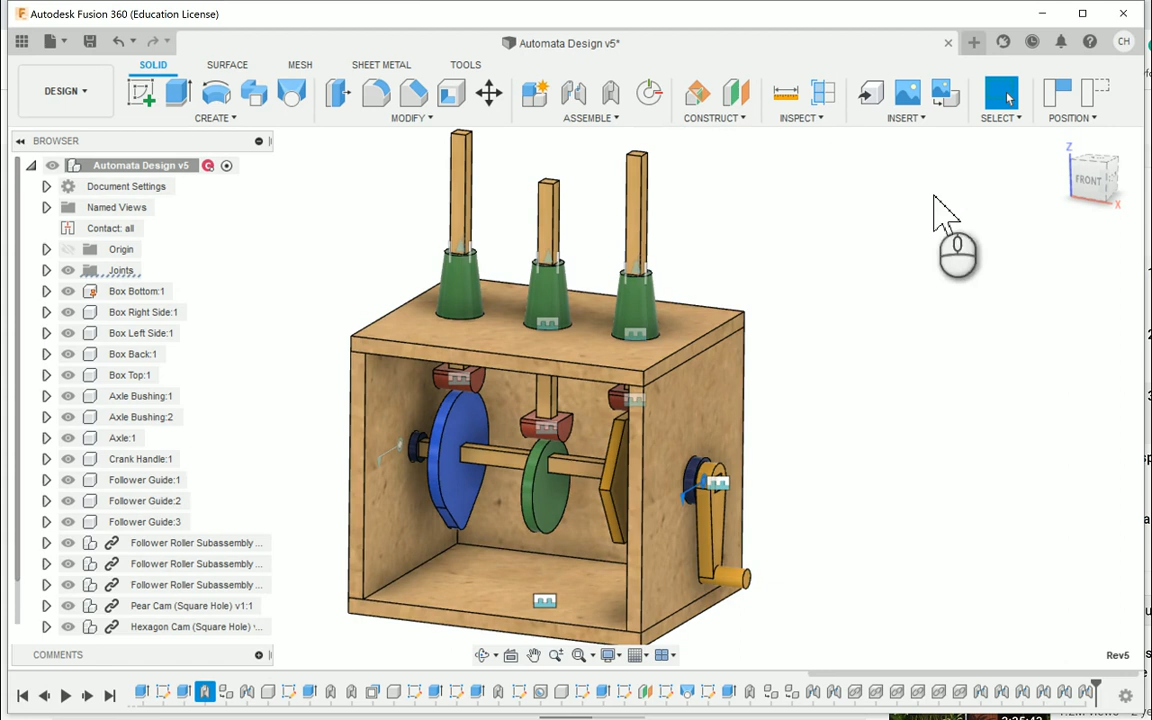 Autodesk Fusion 360 (Education License)
Automata Design v5*
CH
DESIGN
SOLID
SURFACE
MESH
SHEET METAL
TOOLS
CREATE
MODIFY
ASSEMBLE
CONSTRUCT
INSPECT
INSERT
SELECT
POSITION
BROWSER
Automata Design v5
Document Settings
Named Views
Contact: all
Origin
Joints
Box Bottom:1
Box Right Side:1
Box Left Side:1
Box Back:1
Box Top:1
Axle Bushing:1
Axle Bushing:2
Axle:1
Crank Handle:1
Follower Guide:1
Follower Guide:2
Follower Guide:3
Follower Roller Subassembly ...
Follower Roller Subassembly ...
Follower Roller Subassembly ...
Pear Cam (Square Hole) v1:1
Hexagon Cam (Square Hole)
Z
FRONT
X
COMMENTS
Rev5